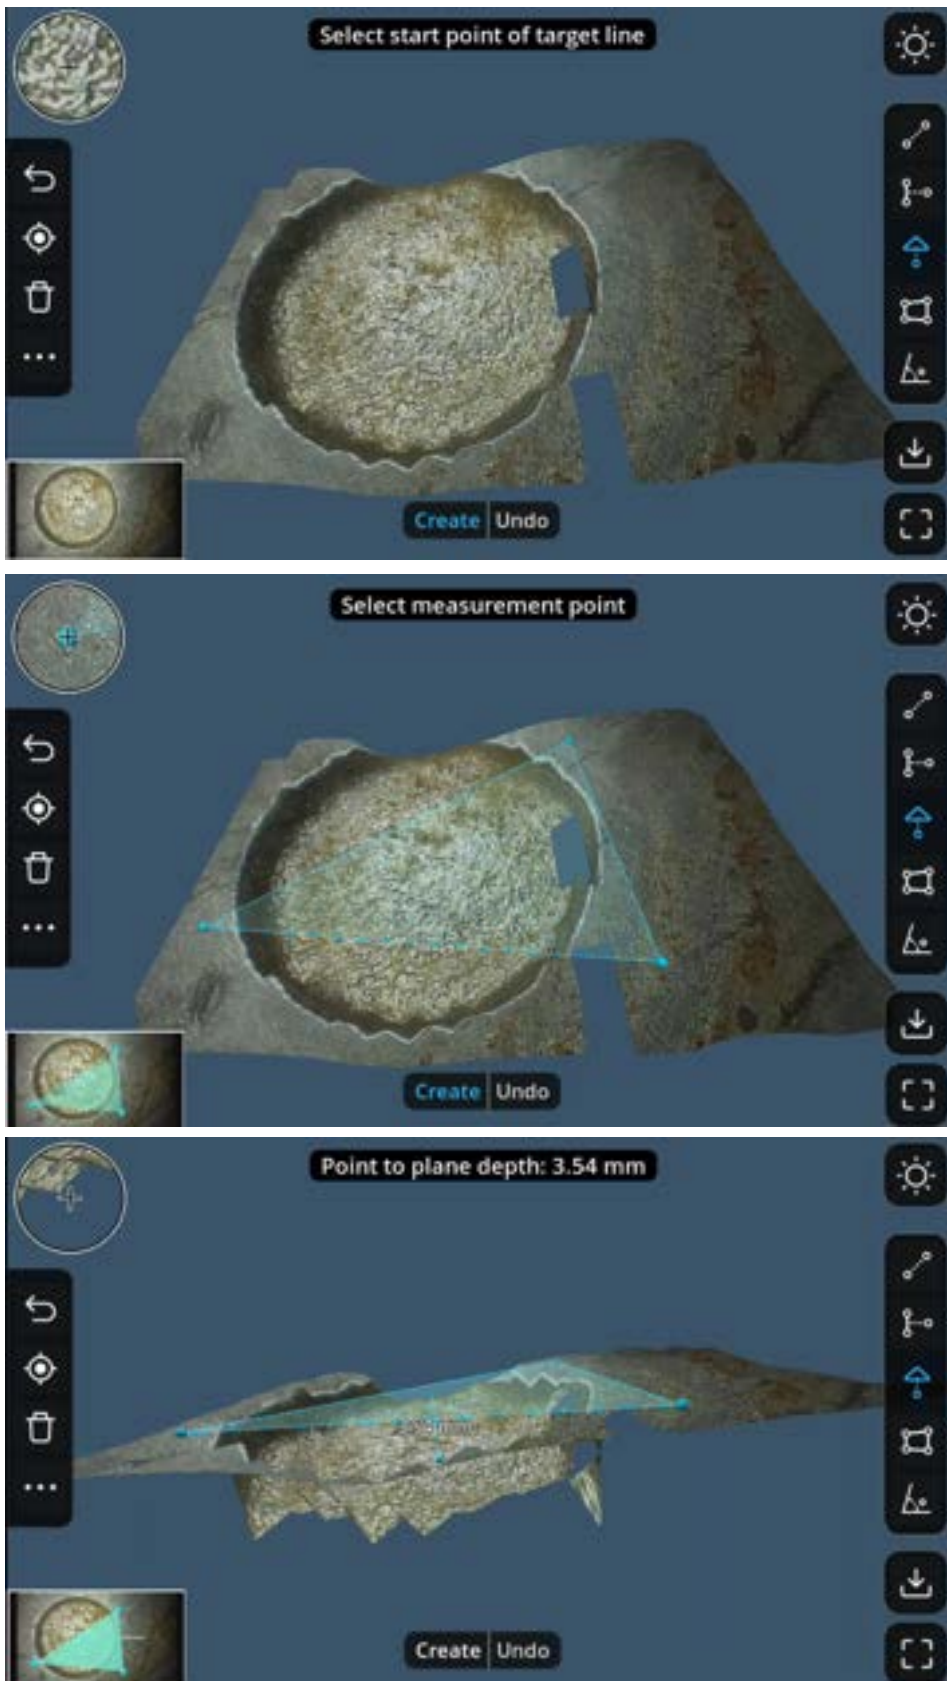 Select start point of target line
Create Undo
Select measurement point
Create Undo
Point to plane depth: 3.54 mm
Create Undo